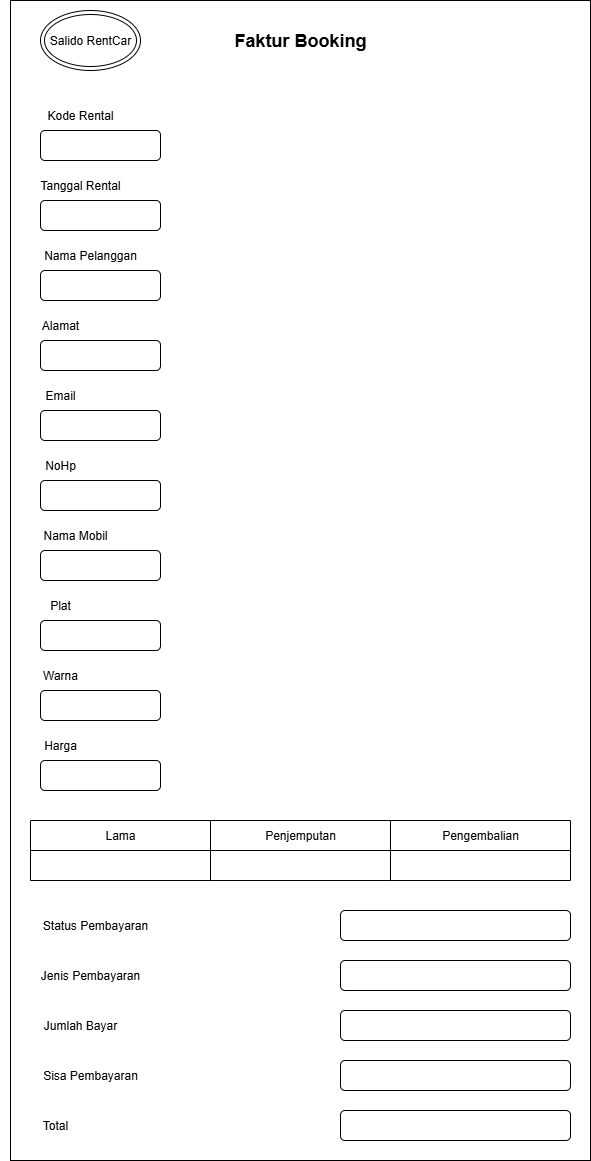 Salido RentCar
Faktur Booking
Kode Rental
Tanggal Rental
Nama Pelanggan
Alamat
Email
NoHp
Nama Mobil
Plat
Warna
Harga
Lama Penjemputan Pengembalian
Status Pembayaran
Jenis Pembayaran
Jumlah Bayar
Sisa Pembayaran
Total